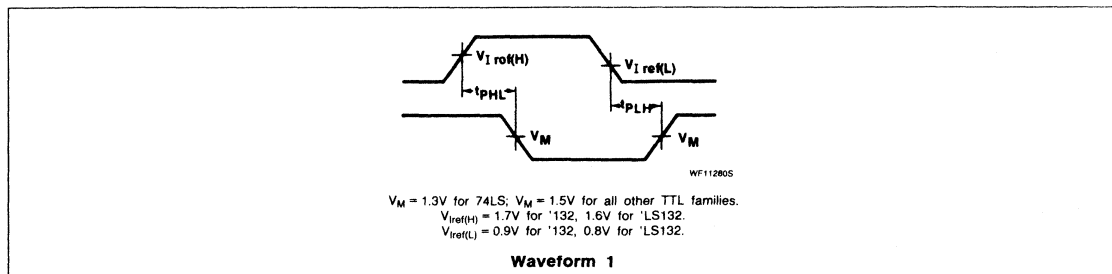 V_I rof(H)
V_I ref(L)
t_PHL
t_PLH
V_M
V_M
WF11280S
V_M = 1.3V for 74LS; V_M = 1.5V for all other TTL families.
V_Iref(H) = 1.7V for '132, 1.6V for 'LS132.
V_Iref(L) = 0.9V for '132, 0.8V for 'LS132.
Waveform 1